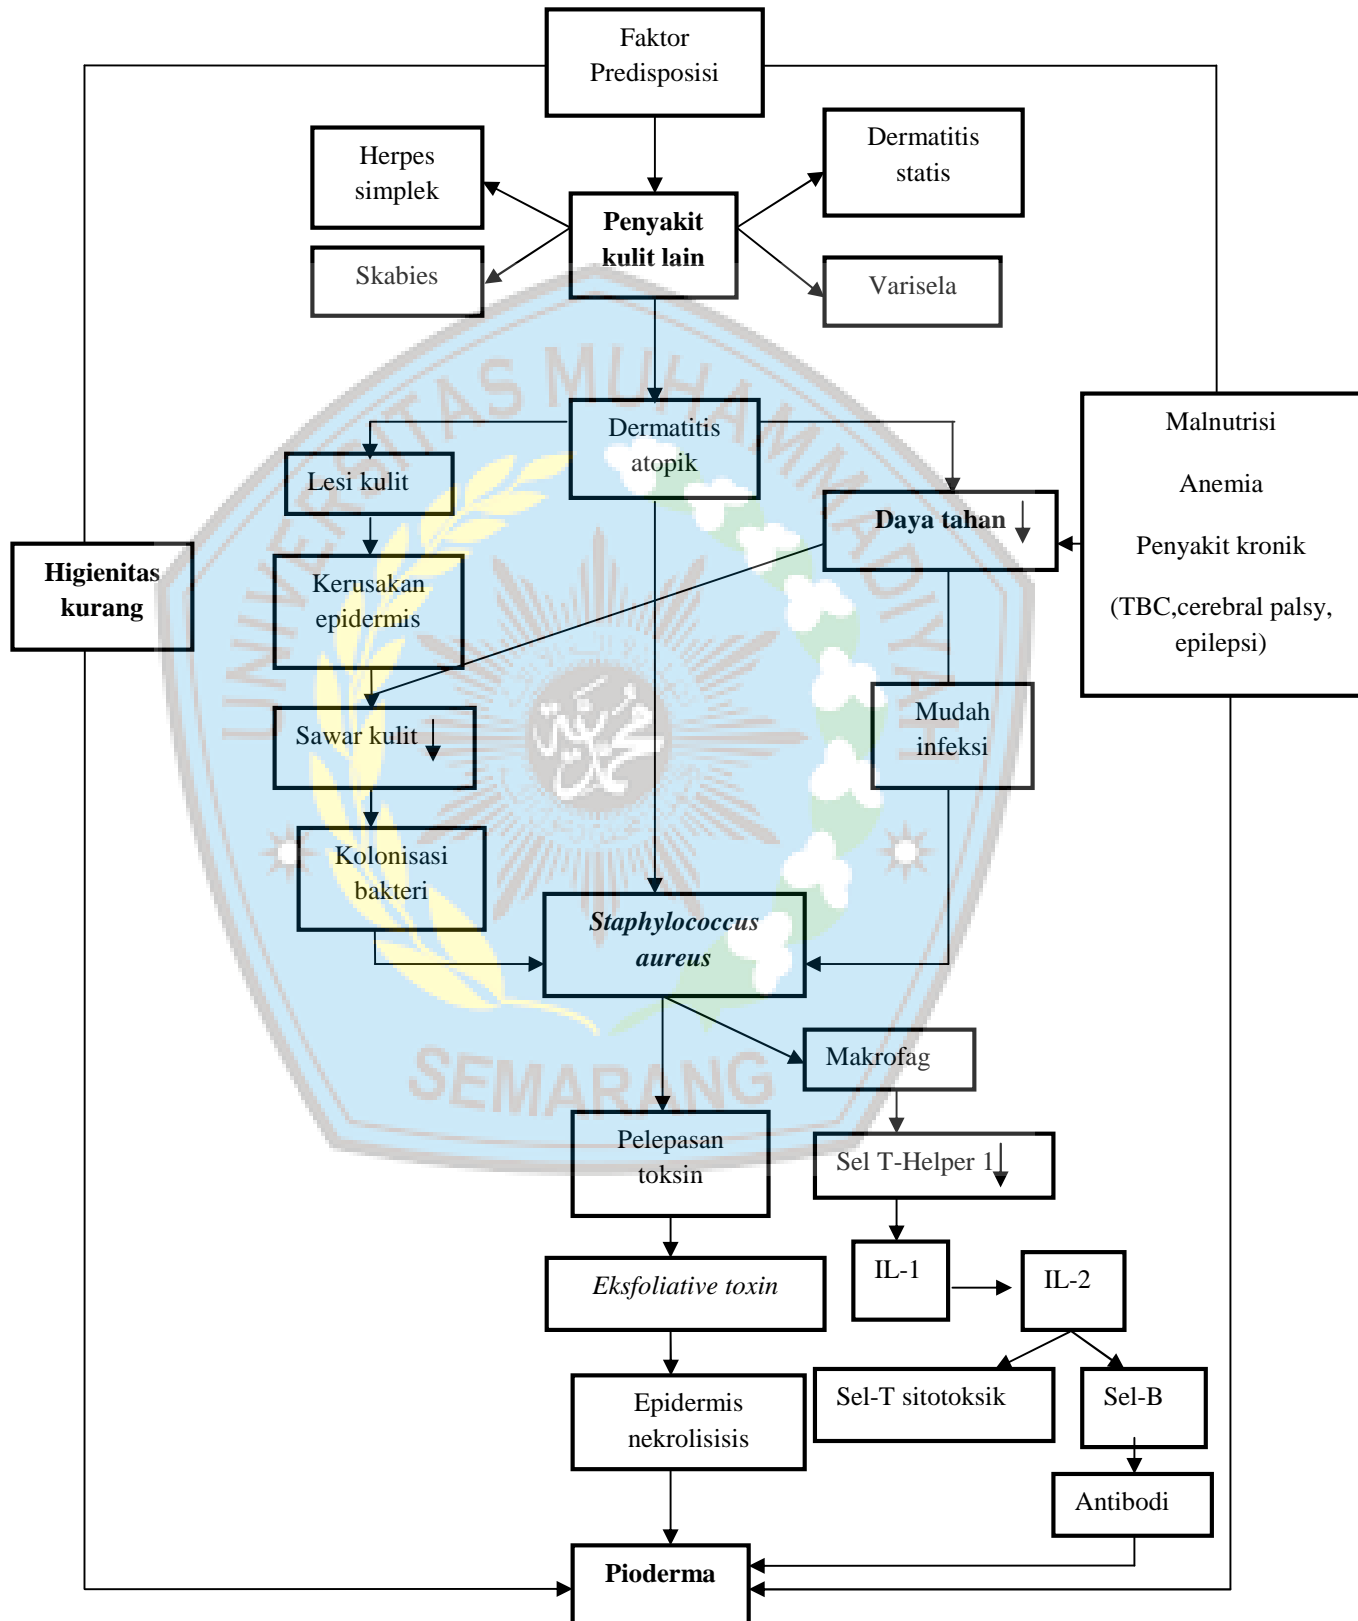 Faktor
Predisposisi
Herpes
simplek
Dermatitis
statis
Penyakit
kulit lain
Skabies
Varisela
Dermatitis
atopik
Malnutrisi
Anemia
Penyakit kronik
(TBC,cerebral palsy,
epilepsi)
Lesi kulit
Daya tahan ↓
Higienitas
kurang
Kerusakan
epidermis
Sawar kulit ↓
Mudah
infeksi
Kolonisasi
bakteri
Staphylococcus
aureus
Makrofag
Pelepasan
toksin
Sel T-Helper 1↓
IL-1
IL-2
Eksfoliative toxin
Sel-T sitotoksik
Sel-B
Epidermis
nekrolisisis
Antibodi
Pioderma
UNIVERSITAS MUHAMMADIYAH
SEMARANG